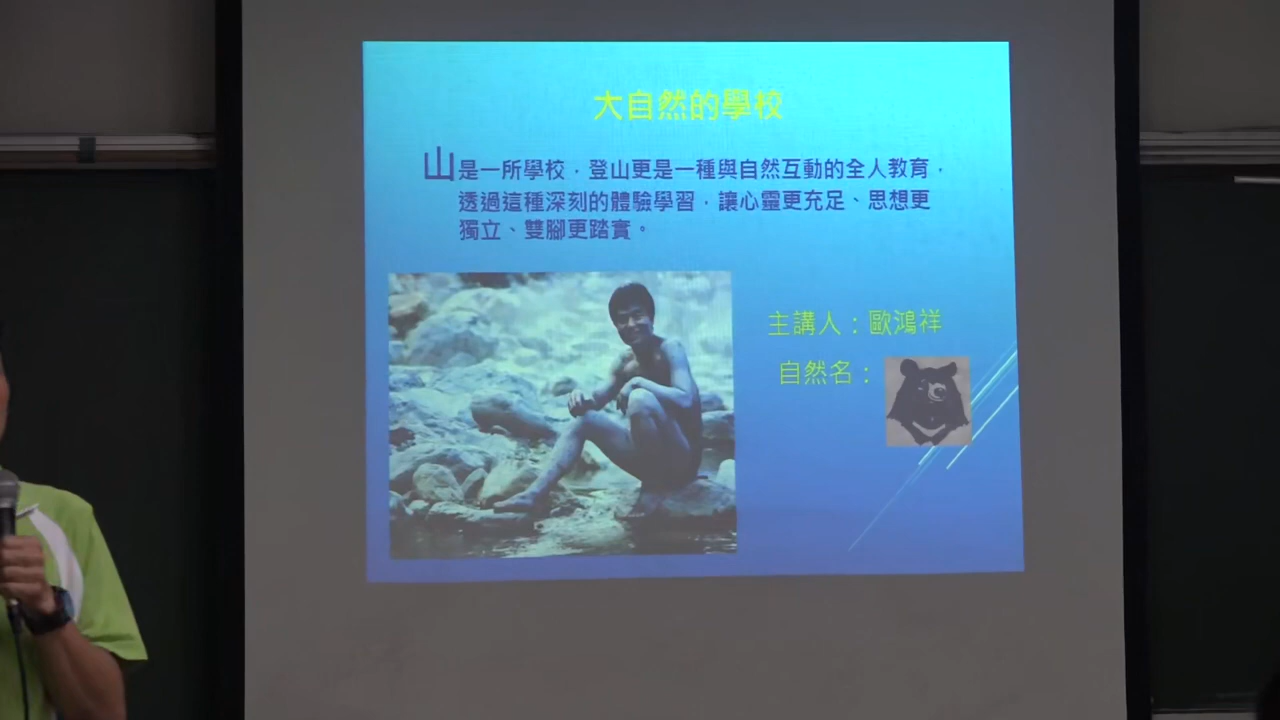 大自然的學校
山是一所學校，登山更是一種與自然互動的全人教育，
透過這種深刻的體驗學習，讓心靈更充足、思想更
獨立、雙腳更踏實。
主講人：歐鴻祥
自然名：